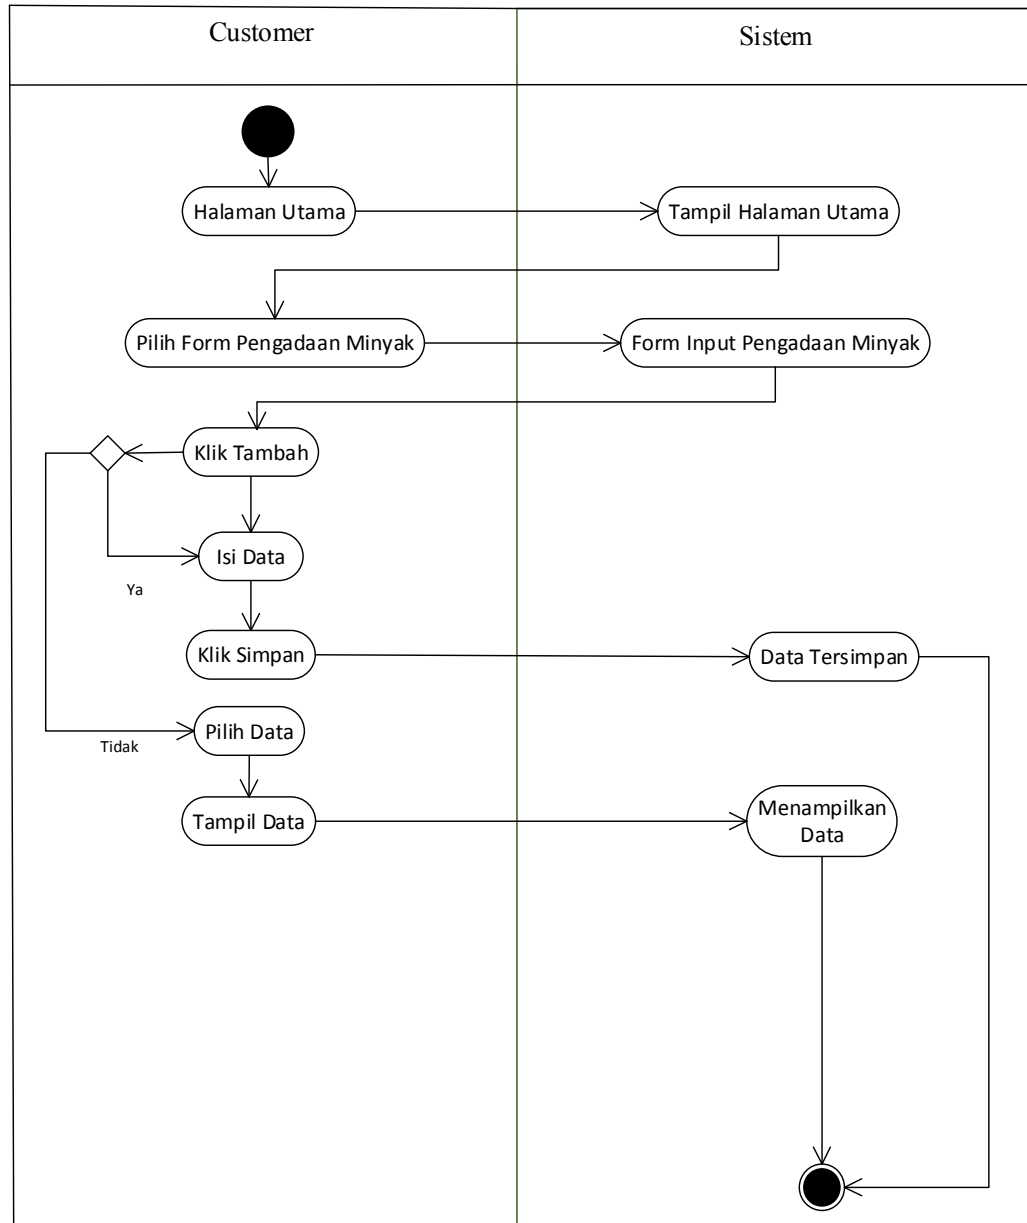 Customer
Sistem
Halaman Utama
Tampil Halaman Utama
Pilih Form Pengadaan Minyak
Form Input Pengadaan Minyak
Klik Tambah
Isi Data
Ya
Klik Simpan
Data Tersimpan
Pilih Data
Tidak
Tampil Data
Menampilkan
Data